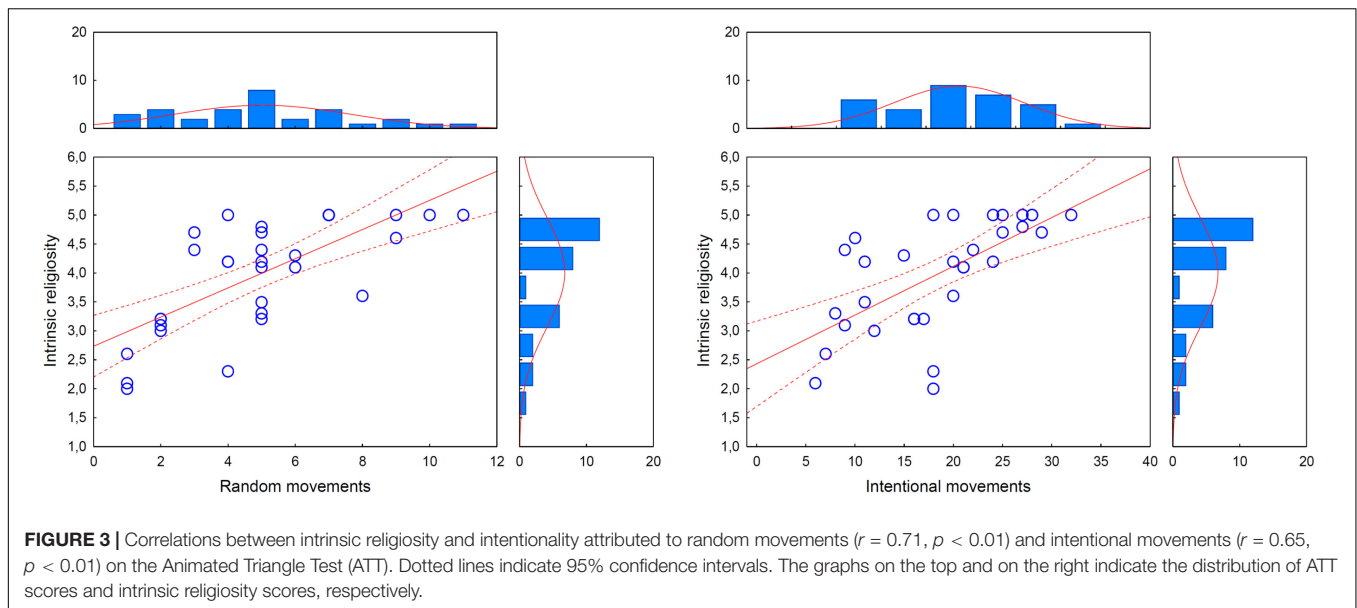 20
10
0
20
10
0
6,0
5,5
5,0
4,5
4,0
3,5
3,0
2,5
2,0
1,5
1,0
Intrinsic religiosity
0 2 4 6 8 10 12
Random movements
0 10 20
6,0
5,5
5,0
4,5
4,0
3,5
3,0
2,5
2,0
1,5
1,0
Intrinsic religiosity
0 5 10 15 20 25 30 35 40
Intentional movements
0 10 20
FIGURE 3 | Correlations between intrinsic religiosity and intentionality attributed to random movements (r = 0.71, p < 0.01) and intentional movements (r = 0.65,
p < 0.01) on the Animated Triangle Test (ATT). Dotted lines indicate 95% confidence intervals. The graphs on the top and on the right indicate the distribution of ATT
scores and intrinsic religiosity scores, respectively.